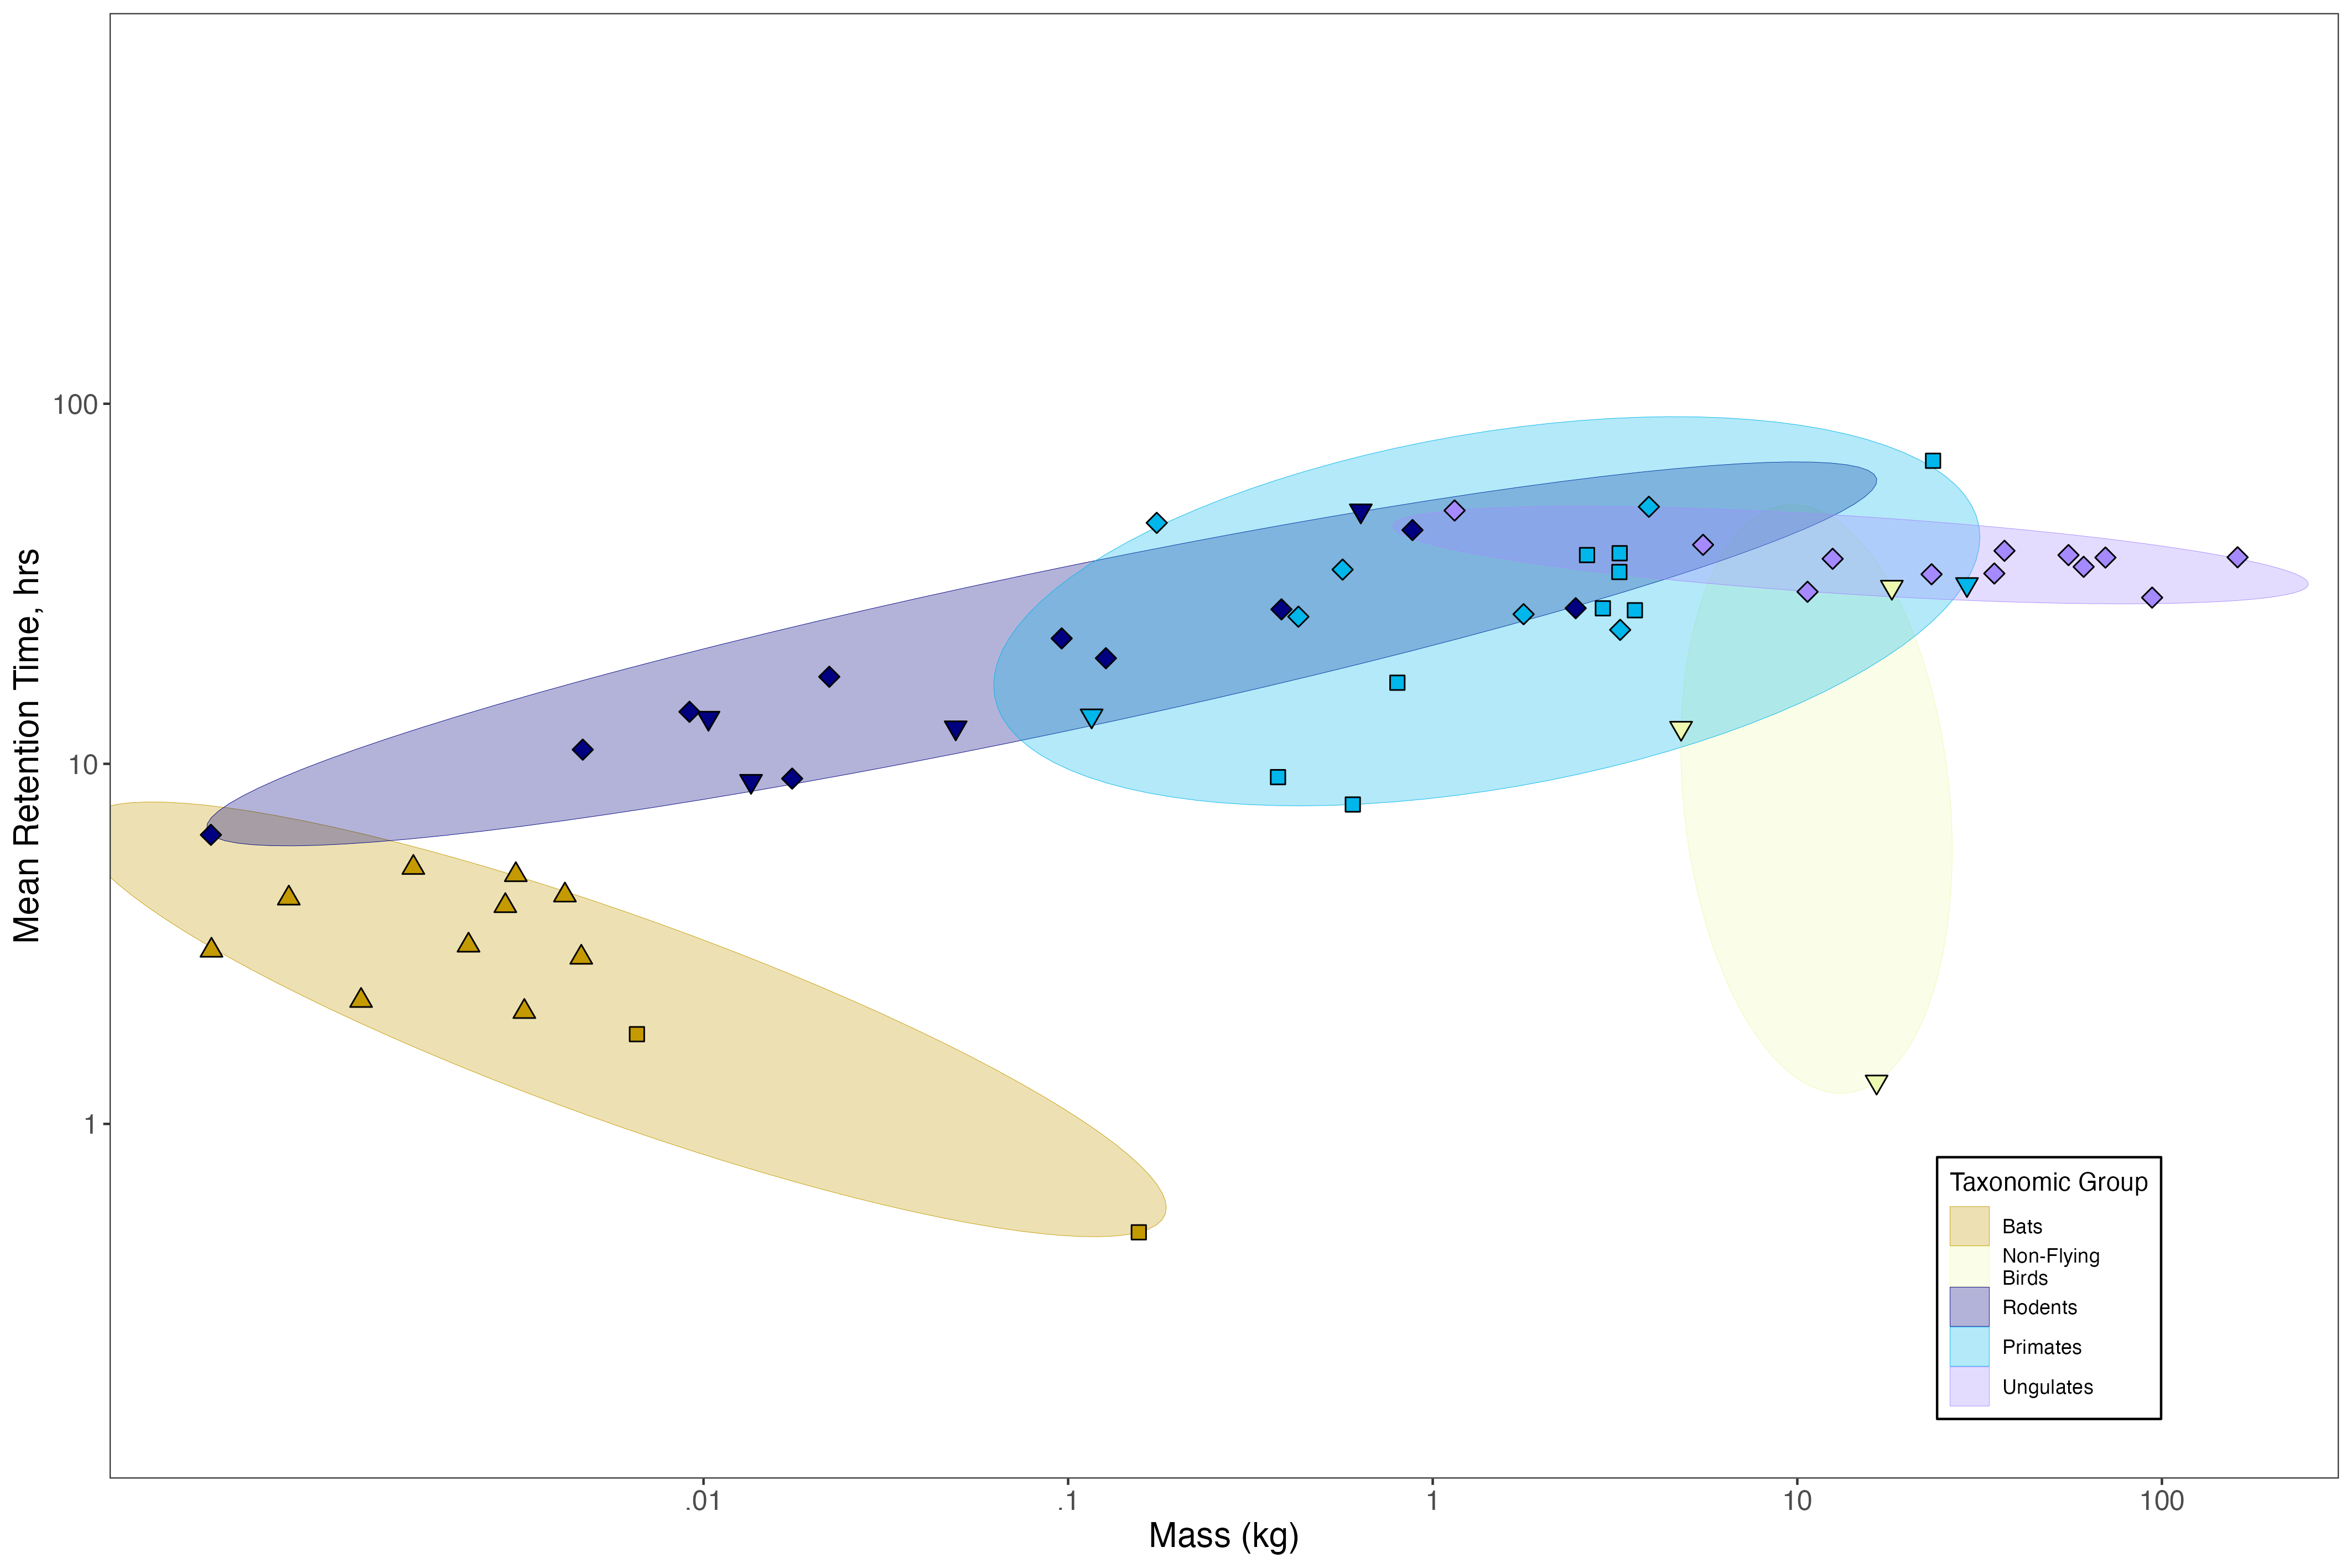 Mean Retention Time, hrs
100
10
1
.01
.1
1
10
100
Mass (kg)
Taxonomic Group
Bats
Non-Flying
Birds
Rodents
Primates
Ungulates